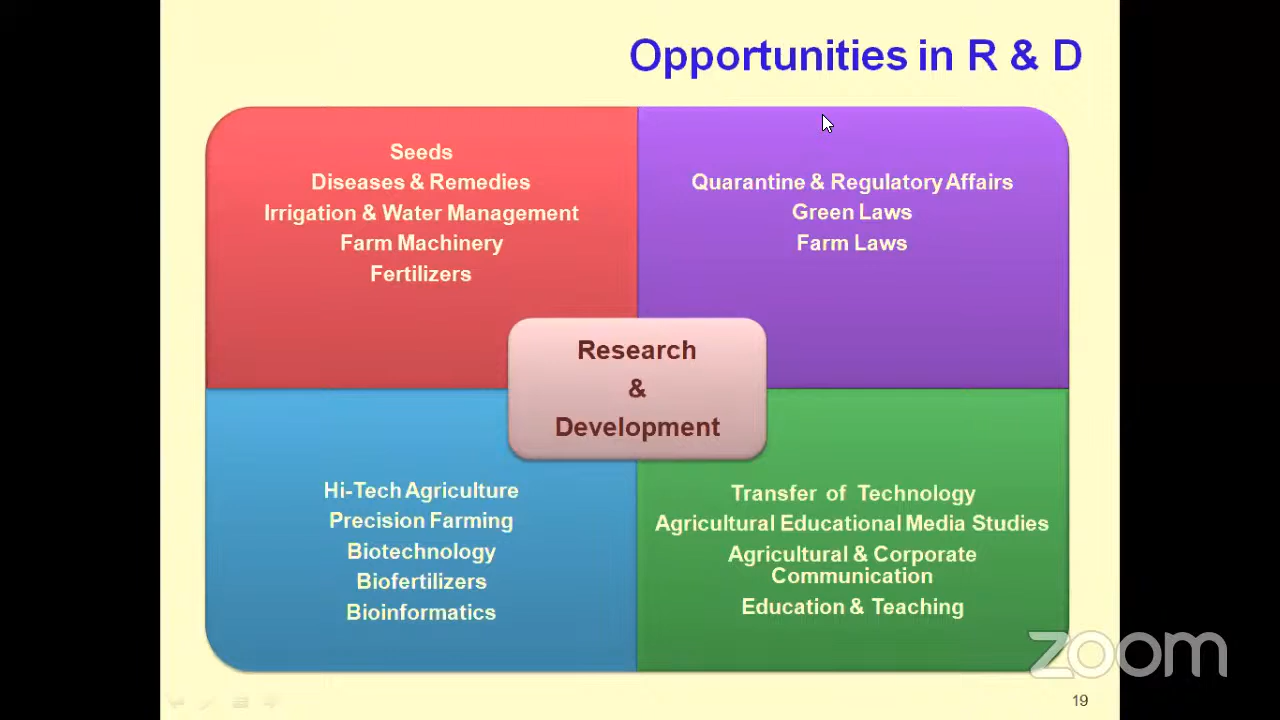 Opportunities in R & D
Seeds
Diseases & Remedies
Irrigation & Water Management
Farm Machinery
Fertilizers
Quarantine & Regulatory Affairs
Green Laws
Farm Laws
Research
&
Development
Hi-Tech Agriculture
Precision Farming
Biotechnology
Biofertilizers
Bioinformatics
Transfer of Technology
Agricultural Educational Media Studies
Agricultural & Corporate
Communication
Education & Teaching
zoom
19